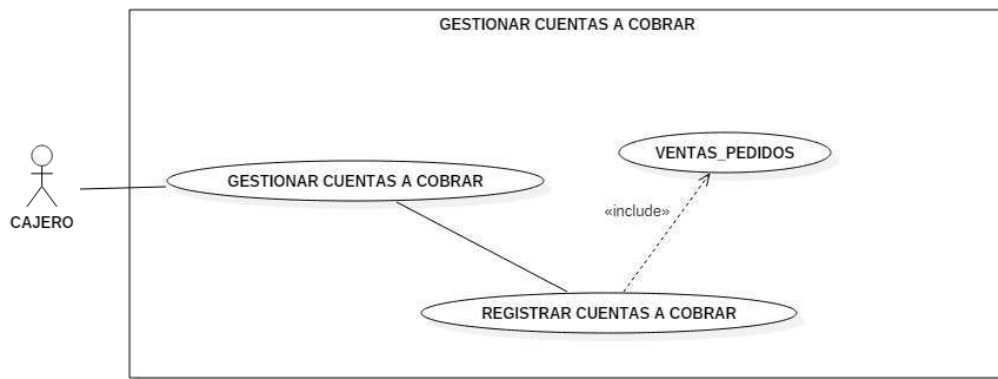 GESTIONAR CUENTAS A COBRAR
VENTAS_PEDIDOS
GESTIONAR CUENTAS A COBRAR
«include»
CAJERO
REGISTRAR CUENTAS A COBRAR